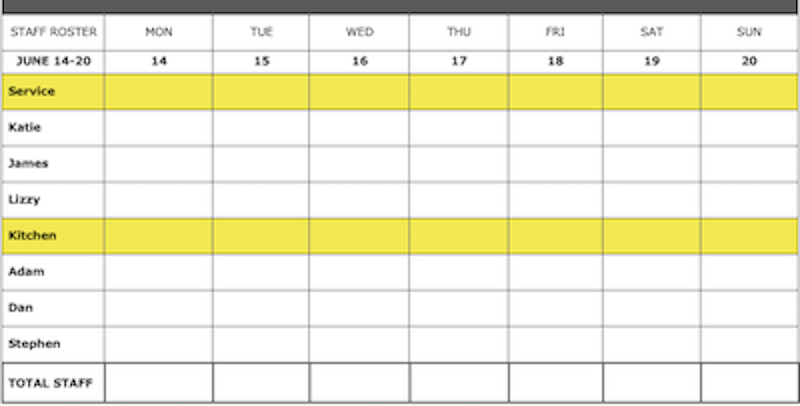 STAFF ROSTER MON TUE WED THU FRI SAT SUN
JUNE 14-20 14 15 16 17 18 19 20
Service
Katie
James
Lizzy
Kitchen
Adam
Dan
Stephen
TOTAL STAFF